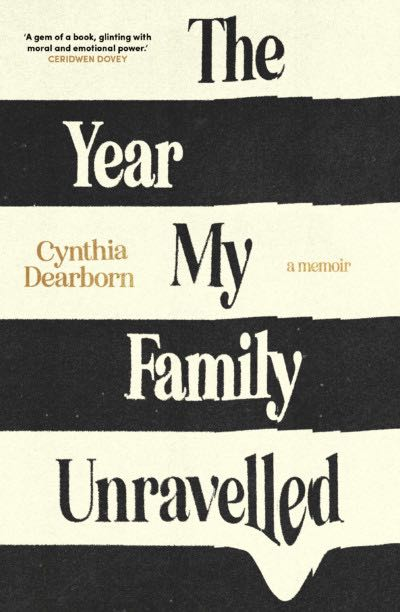 'A gem of a book, glinting with
moral and emotional power.'
CERIDWEN DOVEY
The
Year
Cynthia
Dearborn
My
a memoir
Family
Unravelled